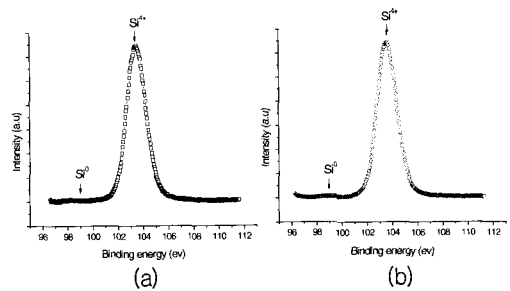 Si4+
Si0
Intensity (a.u)
96 98 100 102 104 106 108 110 112
Binding energy (ev)
(a)
Si4+
Si0
Intensity (a.u)
96 98 100 102 104 106 108 110 112
Binding energy (ev)
(b)